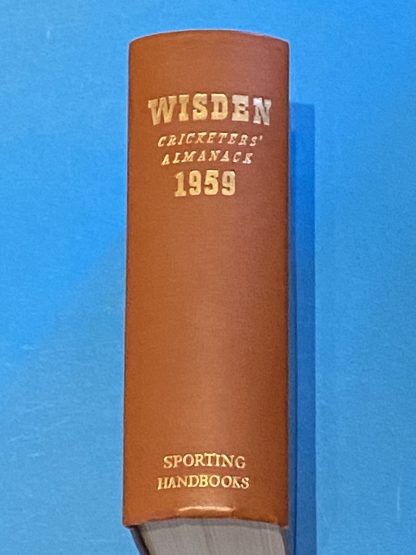 WISDEN
CRICKETERS'
ALMANACK
1959
SPORTING
HANDBOOKS